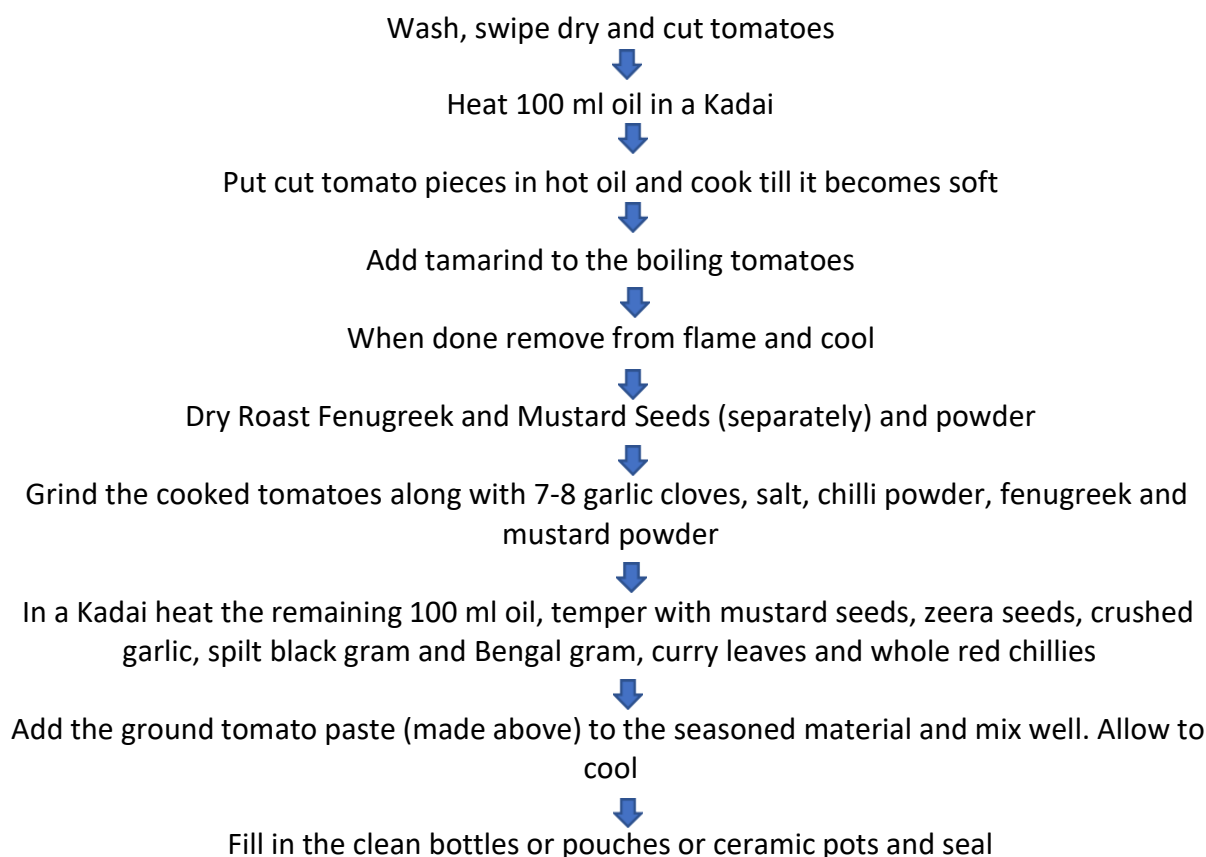 Wash, swipe dry and cut tomatoes
Heat 100 ml oil in a Kadai
Put cut tomato pieces in hot oil and cook till it becomes soft
Add tamarind to the boiling tomatoes
When done remove from flame and cool
Dry Roast Fenugreek and Mustard Seeds (separately) and powder
Grind the cooked tomatoes along with 7-8 garlic cloves, salt, chilli powder, fenugreek and
mustard powder
In a Kadai heat the remaining 100 ml oil, temper with mustard seeds, zeera seeds, crushed
garlic, spilt black gram and Bengal gram, curry leaves and whole red chillies
Add the ground tomato paste (made above) to the seasoned material and mix well. Allow to
cool
Fill in the clean bottles or pouches or ceramic pots and seal